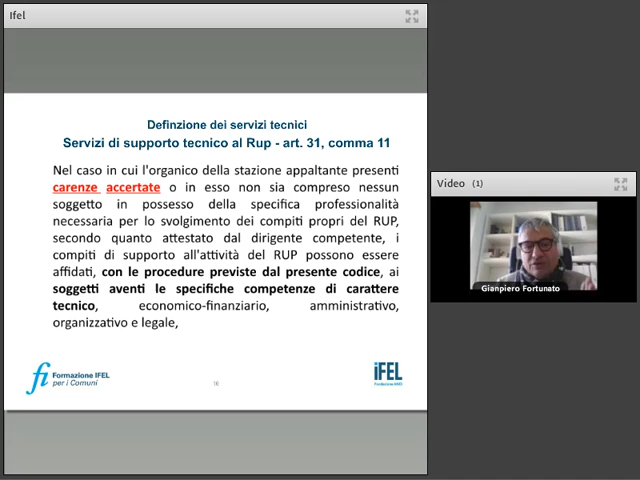 Ifel
Definzione dei servizi tecnici
Servizi di supporto tecnico al Rup - art. 31, comma 11
Nel caso in cui l'organico della stazione appaltante presenti
carenze accertate o in esso non sia compreso nessun
soggetto in possesso della specifica professionalità
necessaria per lo svolgimento dei compiti propri del RUP,
secondo quanto attestato dal dirigente competente, i
compiti di supporto all'attività del RUP possono essere
affidati, con le procedure previste dal presente codice, ai
soggetti aventi le specifiche competenze di carattere
tecnico, economico-finanziario, amministrativo,
organizzativo e legale,
fi Formazione IFEL
per i Comuni
iFEL
Video (1)
Gianpiero Fortunato